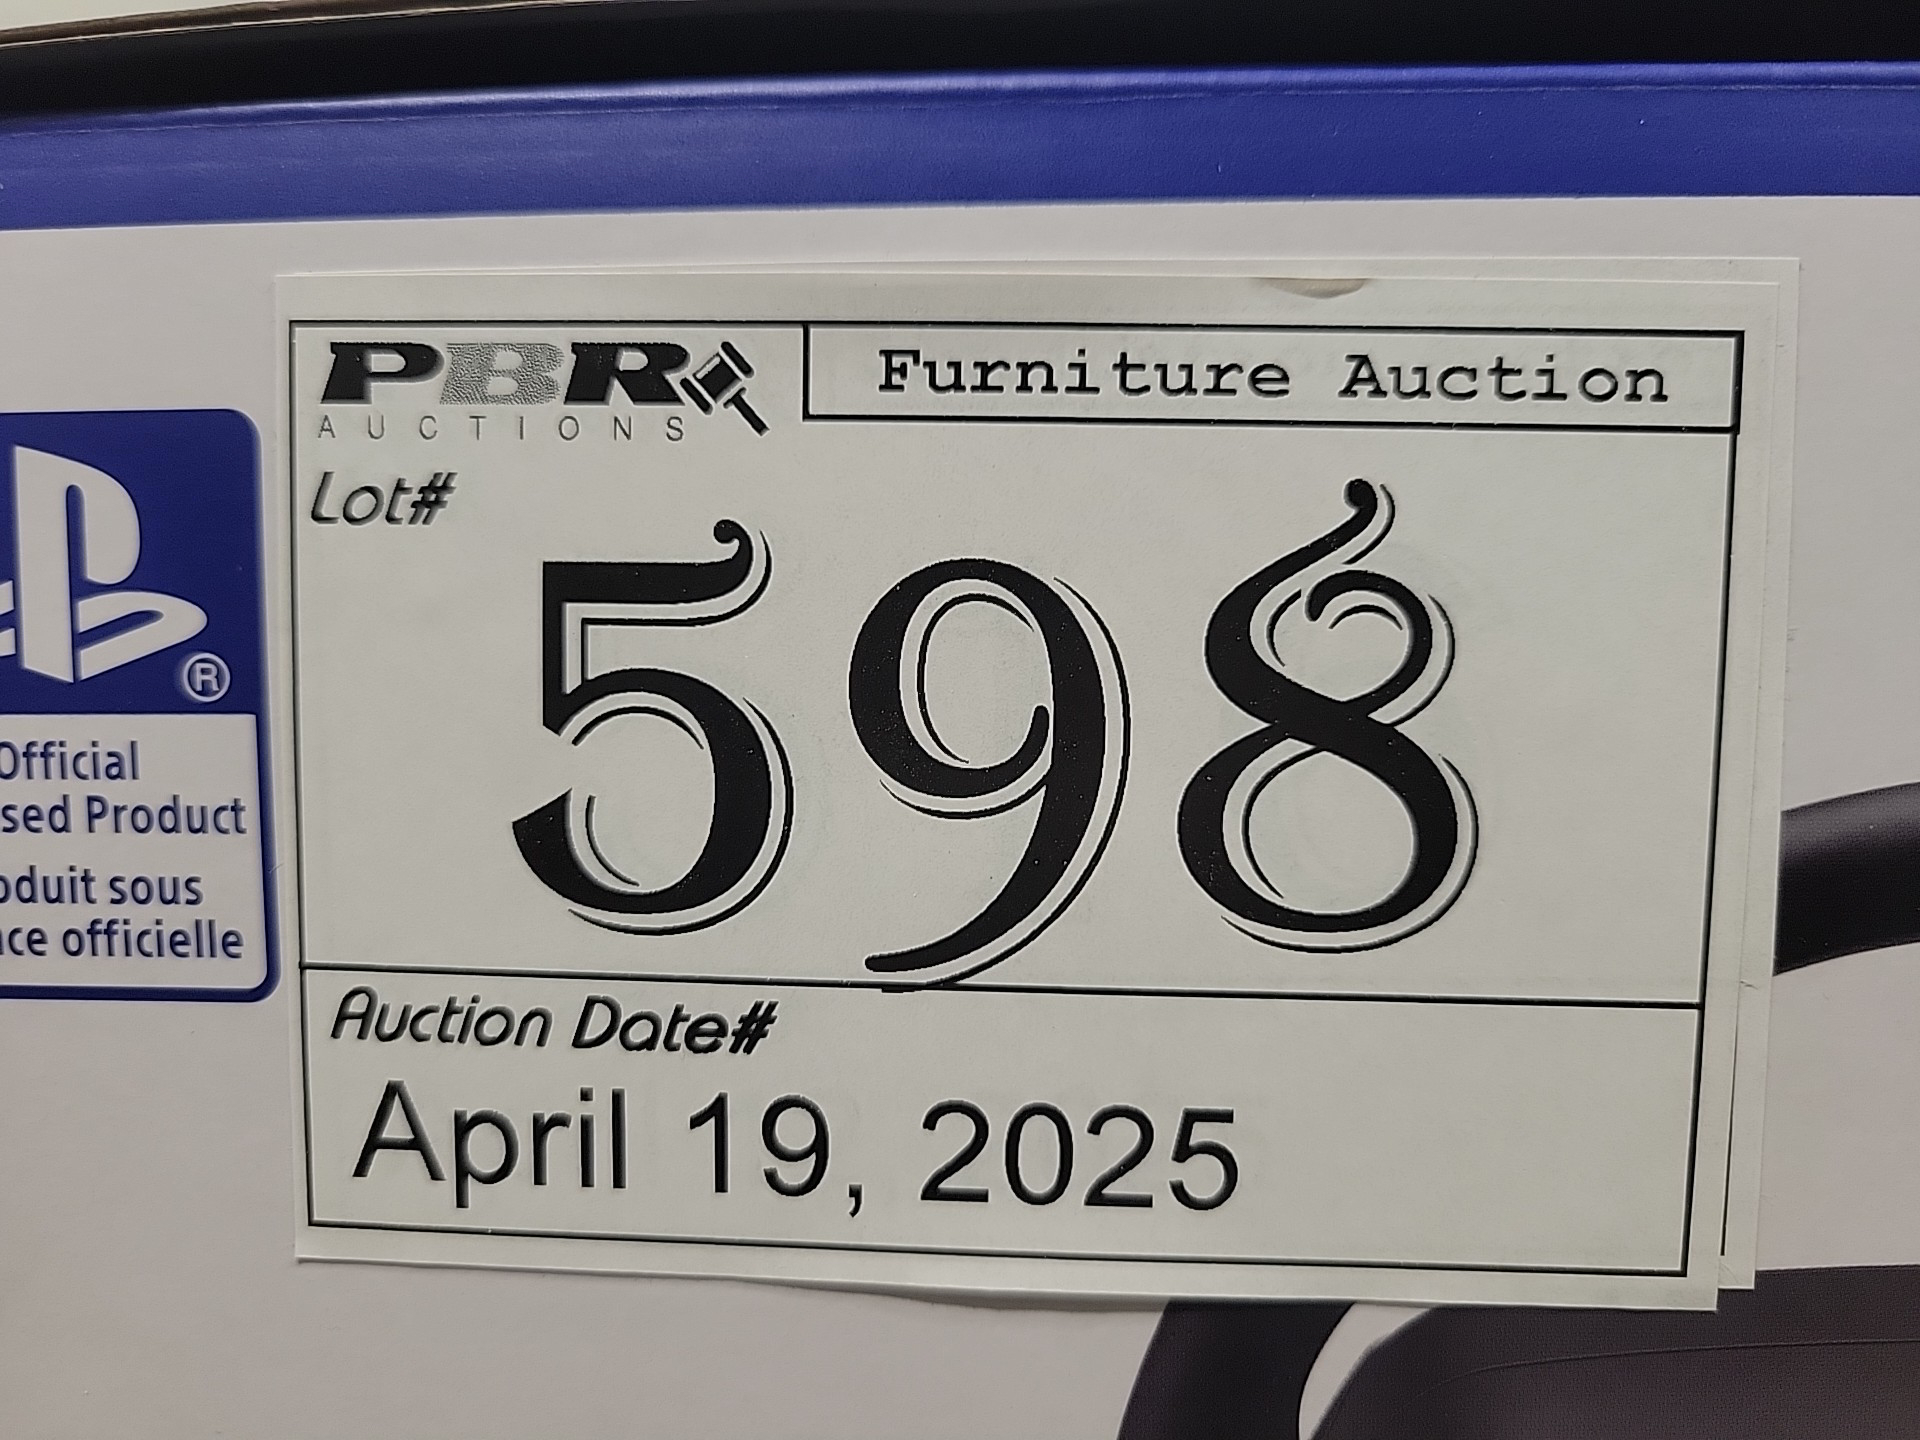 PBR
AUCTIONS
Furniture Auction
Lot#
598
Auction Date#
April 19, 2025
®
Official
sed Product
oduit sous
ce officielle